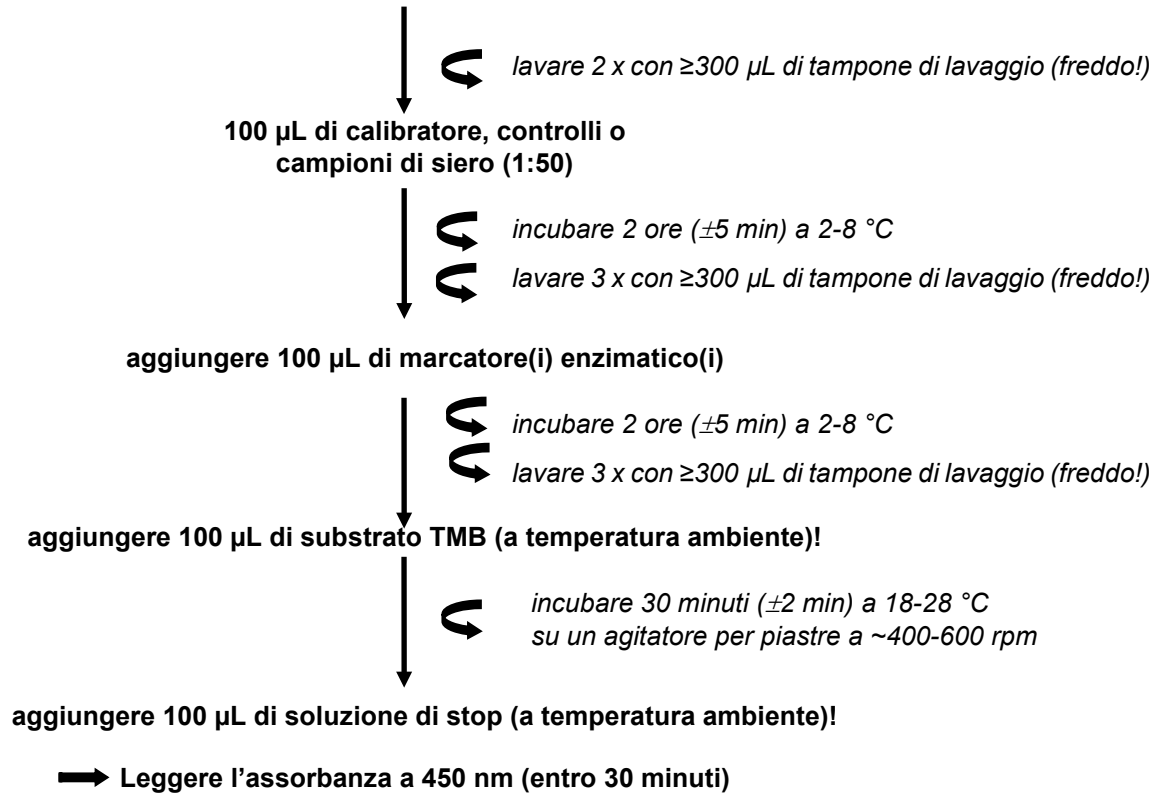 lavare 2 x con ≥300 µL di tampone di lavaggio (freddo!)
100 µL di calibratore, controlli o
campioni di siero (1:50)
incubare 2 ore (±5 min) a 2-8 °C
lavare 3 x con ≥300 µL di tampone di lavaggio (freddo!)
aggiungere 100 µL di marcatore(i) enzimatico(i)
incubare 2 ore (±5 min) a 2-8 °C
lavare 3 x con ≥300 µL di tampone di lavaggio (freddo!)
aggiungere 100 µL di substrato TMB (a temperatura ambiente)!
incubare 30 minuti (±2 min) a 18-28 °C
su un agitatore per piastre a ~400-600 rpm
aggiungere 100 µL di soluzione di stop (a temperatura ambiente)!
Leggere l’assorbanza a 450 nm (entro 30 minuti)